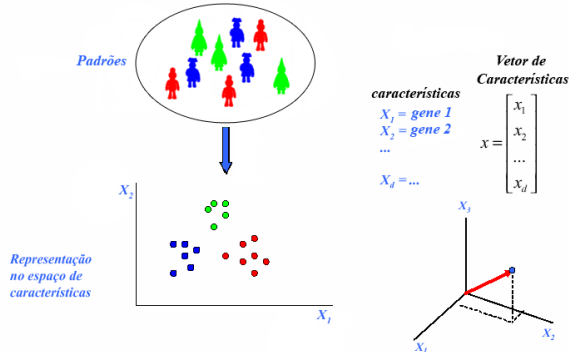 Padrões
Vetor de
Características
características
X1 = gene 1
X2 = gene 2
...
Xd = ...
x =
x1
x2
...
xd
X2
X1
Representação
no espaço de
características
X3
X2
X1